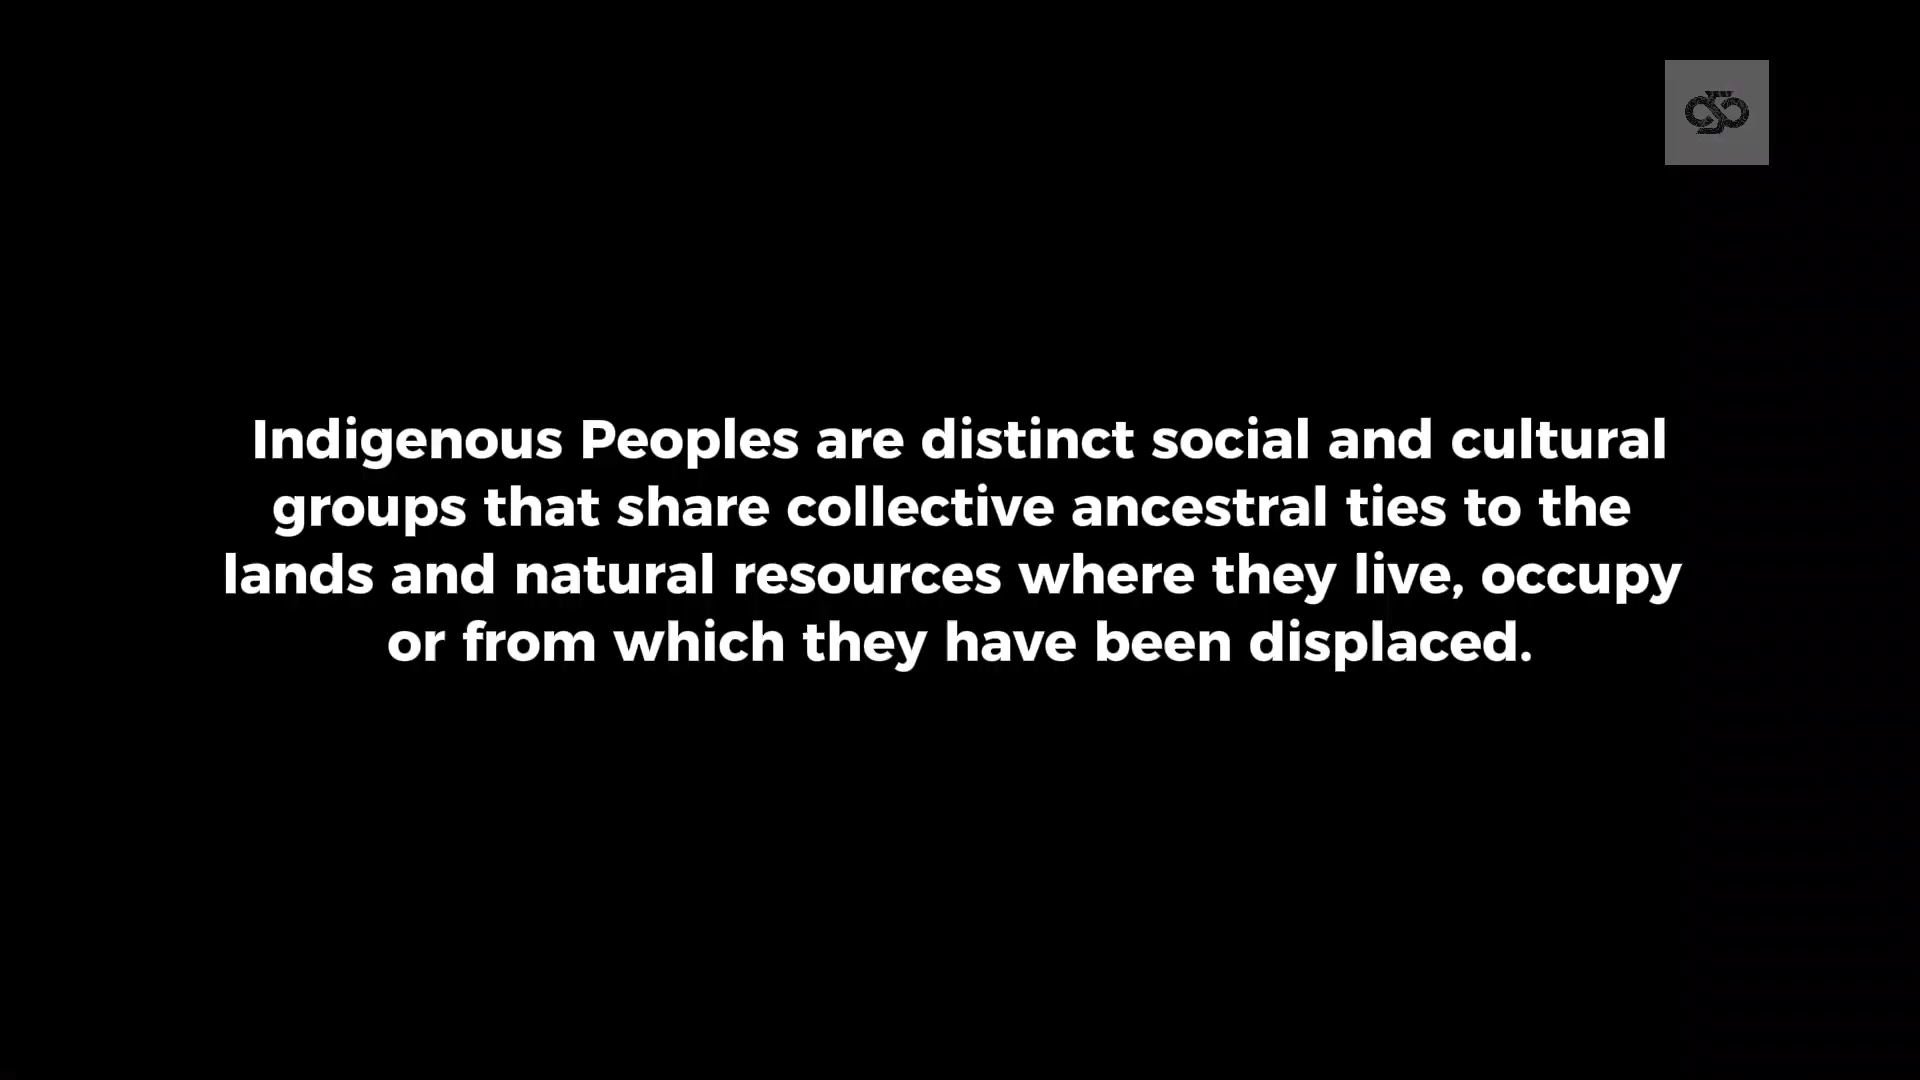 Indigenous Peoples are distinct social and cultural
groups that share collective ancestral ties to the
lands and natural resources where they live, occupy
or from which they have been displaced.